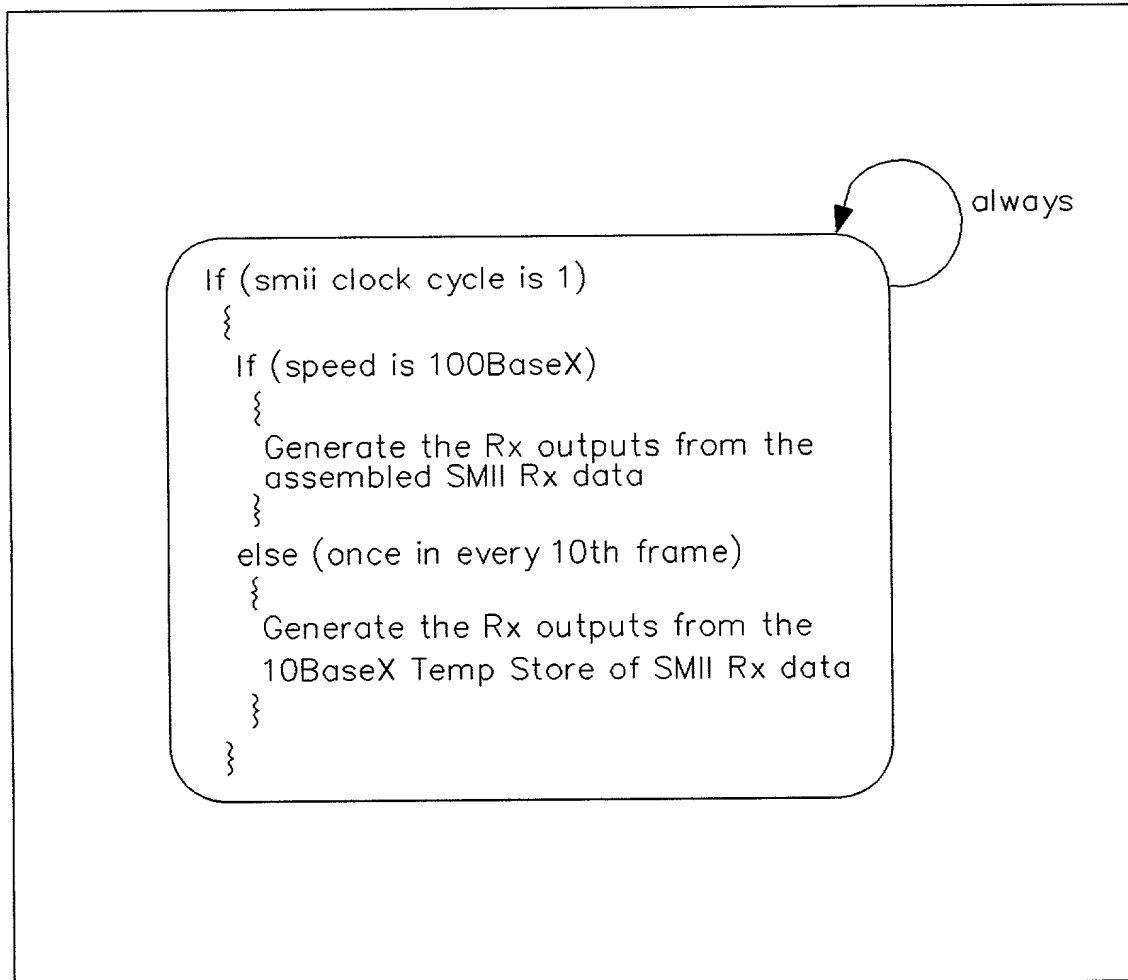 always
If (smii clock cycle is 1)
{
If (speed is 100BaseX)
{
Generate the Rx outputs from the
assembled SMII Rx data
}
else (once in every 10th frame)
{
Generate the Rx outputs from the
10BaseX Temp Store of SMII Rx data
}
}